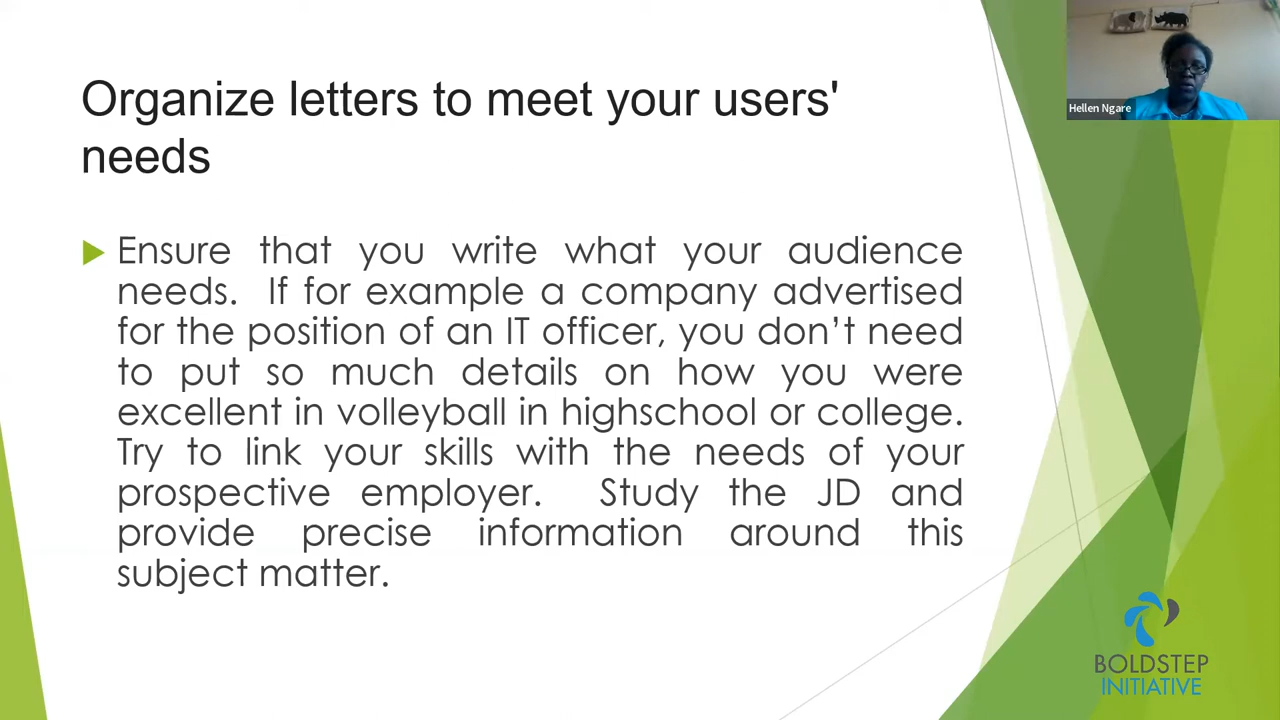 Organize letters to meet your users'
needs
Hellen Ngare
Ensure that you write what your audience
needs.  If for example a company advertised
for the position of an IT officer, you don’t need
to put so much details on how you were
excellent in volleyball in highschool or college.
Try to link your skills with the needs of your
prospective employer.  Study the JD and
provide precise information around this
subject matter.
BOLDSTEP
INITIATIVE